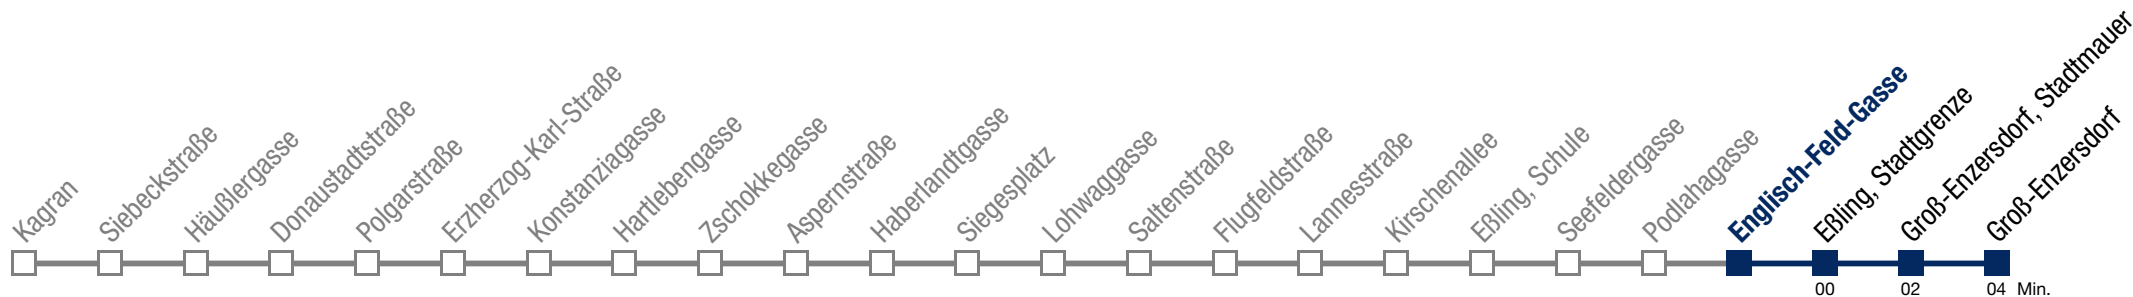 Kagran
Siebeckstraße
Häußlergasse
Donaustadtstraße
Polgarstraße
Erzherzog-Karl-Straße
Konstanziagasse
Hartlebengasse
Zschokkegasse
Aspernstraße
Haberlandtgasse
Siegesplatz
Lohwaggasse
Saltenstraße
Flugfeldstraße
Lannesstraße
Kirschenallee
Eßling, Schule
Seefeldergasse
Podlahagasse
Englisch-Feld-Gasse
Eßling, Stadtgrenze
Groß-Enzersdorf, Stadtmauer
Groß-Enzersdorf
00 02 04 Min.